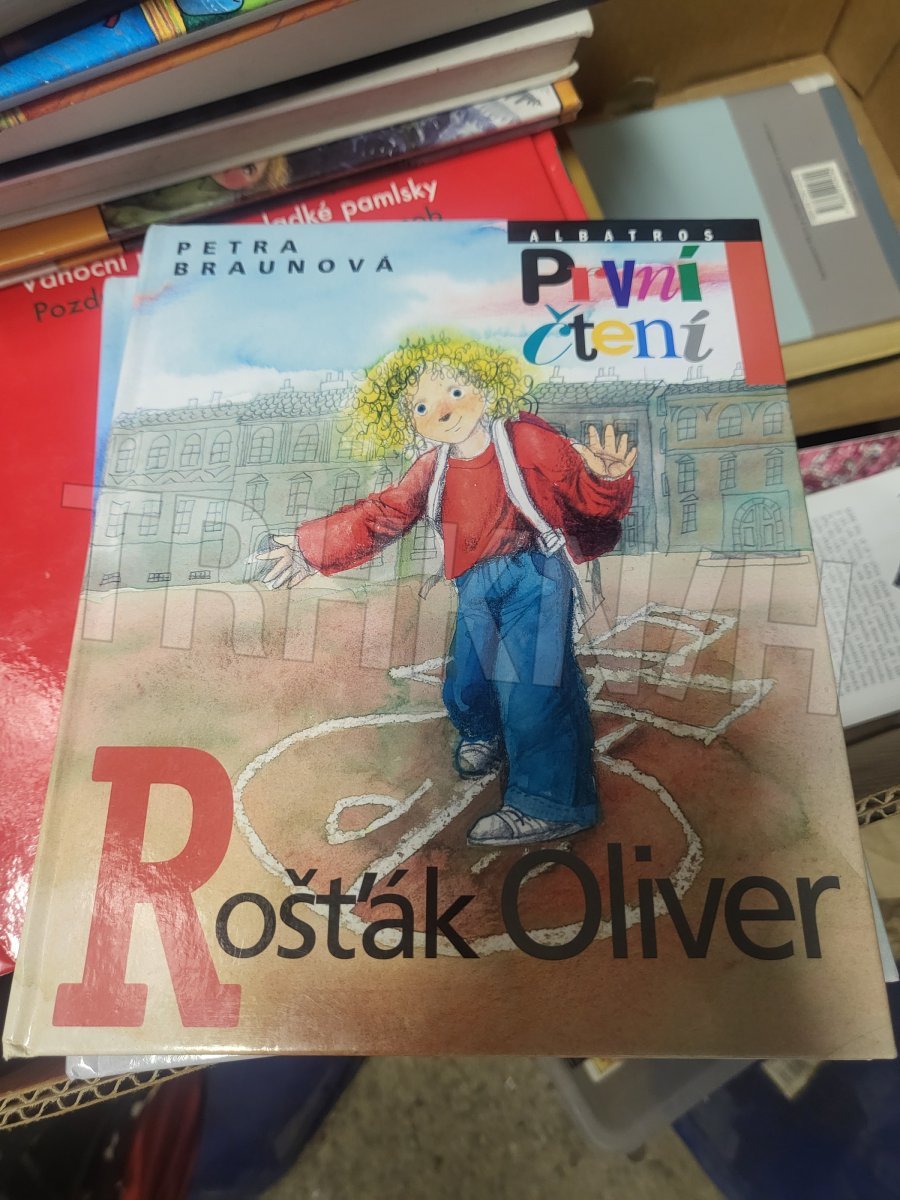 ladké pamlsky
Vánoční
Pozd
PETRA
BRAUNOVÁ
ALBATROS
První
čtení
TRHKNIH
Rošťák Oliver